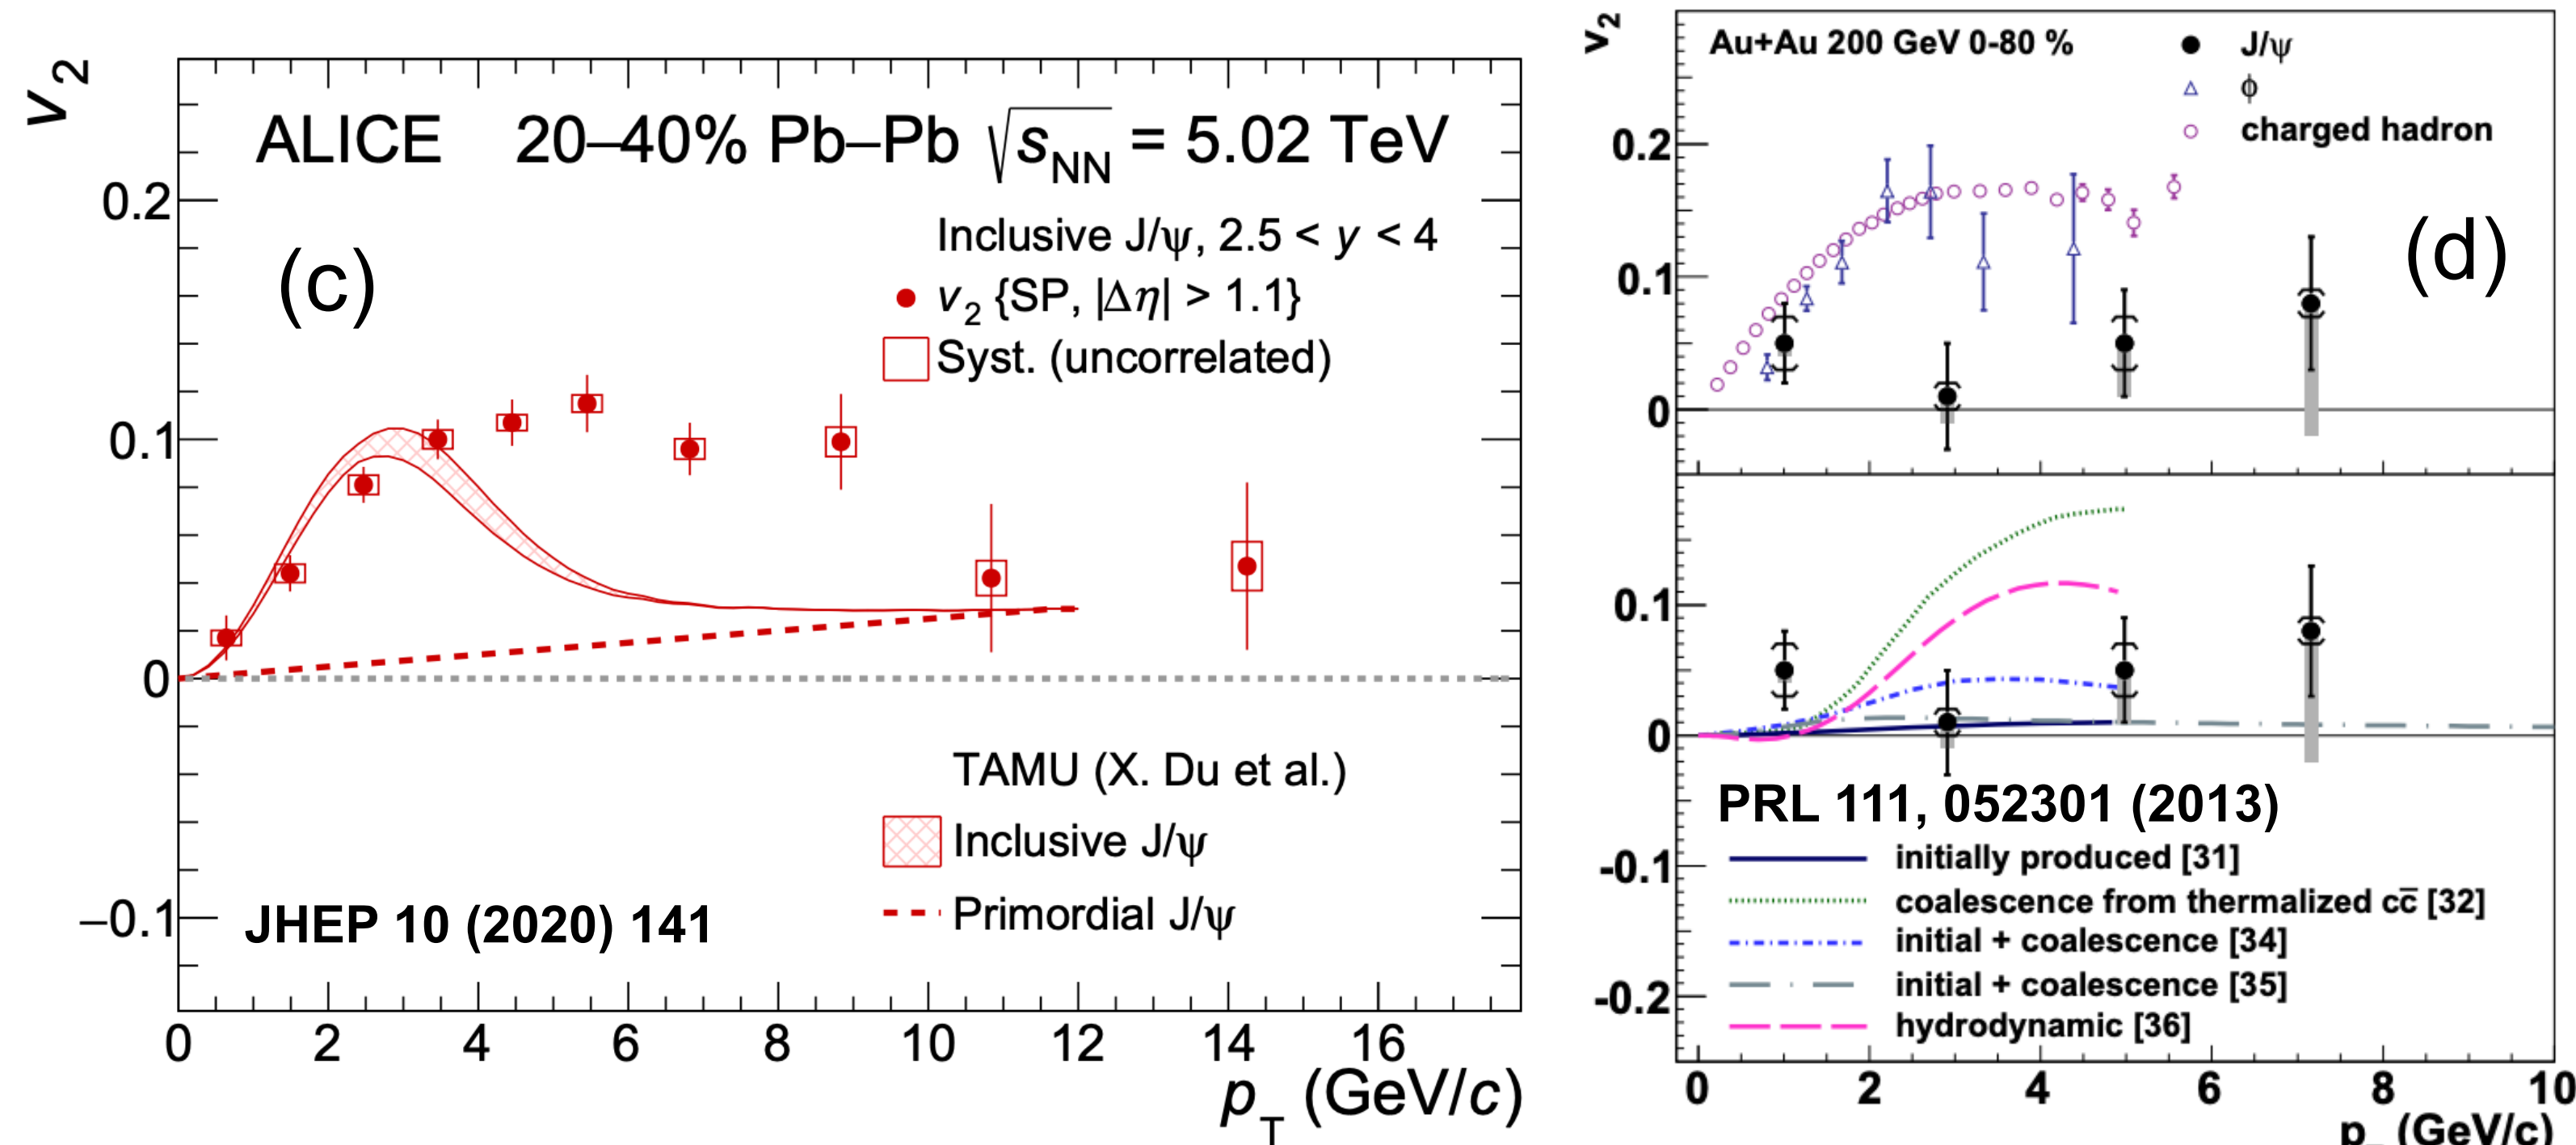 v2
ALICE 20–40% Pb–Pb √sNN = 5.02 TeV
(c)
Inclusive J/ψ, 2.5 < y < 4
v2 {SP, |Δη| > 1.1}
Syst. (uncorrelated)
0.2
0.1
0
−0.1
TAMU (X. Du et al.)
Inclusive J/ψ
Primordial J/ψ
JHEP 10 (2020) 141
0 2 4 6 8 10 12 14 16
pT (GeV/c)
v2
Au+Au 200 GeV 0-80 %
J/ψ
ϕ
charged hadron
(d)
0.2
0.1
0
0.1
0
-0.1
-0.2
PRL 111, 052301 (2013)
initially produced [31]
coalescence from thermalized cc̄ [32]
initial + coalescence [34]
initial + coalescence [35]
hydrodynamic [36]
0 2 4 6 8 10
p (GeV/c)